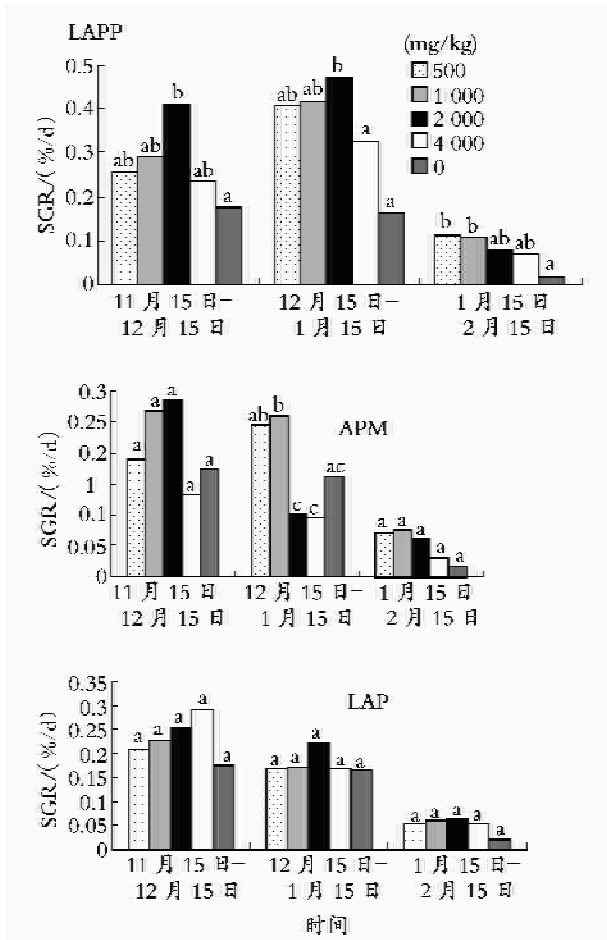 LAPP
(mg/kg)
500
1 000
2 000
4 000
0
SGR/(%/d)
0.5
0.4
0.3
0.2
0.1
0
ab ab b ab a
ab ab b a a
b b ab ab a
11 月 15 日- 12 月 15 日- 1 月 15 日
12 月 15 日 1 月 15 日 2 月 15 日
APM
SGR/(%/d)
0.3
0.25
0.2
1
0.1
0.05
0
a a a a a
ab b c c ac
a a a a a
11 月 15 日 12 月 15 日- 1 月 15 日
12 月 15 日 1 月 15 日 2 月 15 日
LAP
SGR/(%/d)
0.35
0.3
0.25
0.2
0.15
0.1
0.05
0
a a a a a
a a a a a
a a a a a
11 月 15 日- 12 月 15 日- 1 月 15 日-
12 月 15 日 1 月 15 日 2 月 15 日
时间